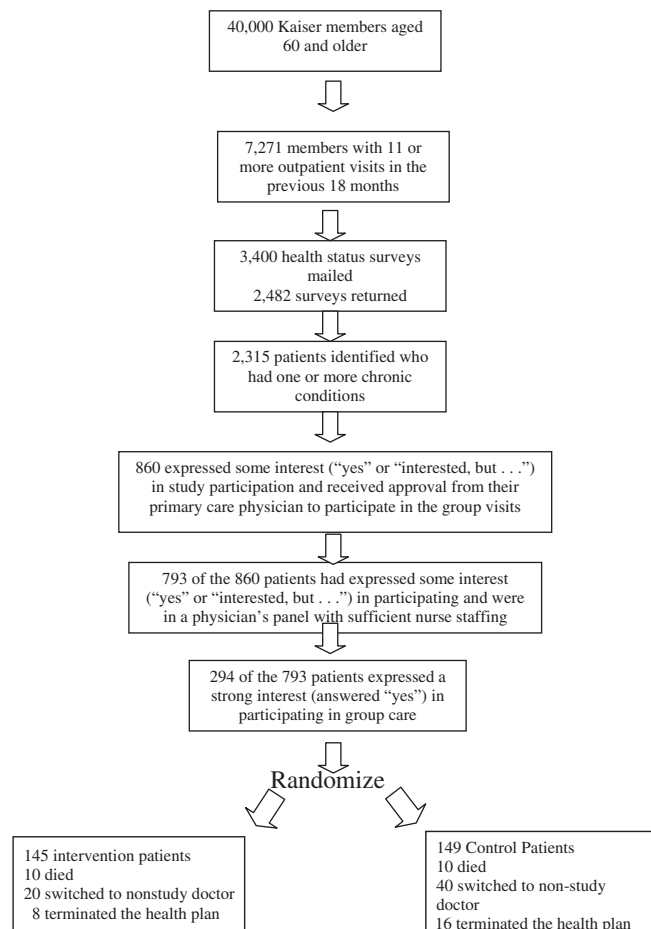 40,000 Kaiser members aged
60 and older
7,271 members with 11 or
more outpatient visits in the
previous 18 months
3,400 health status surveys
mailed
2,482 surveys returned
2,315 patients identified who
had one or more chronic
conditions
860 expressed some interest (“yes” or “interested, but . . .”)
in study participation and received approval from their
primary care physician to participate in the group visits
793 of the 860 patients had expressed some interest
(“yes” or “interested, but . . .”) in participating and were
in a physician’s panel with sufficient nurse staffing
294 of the 793 patients expressed a
strong interest (answered “yes”) in
participating in group care
Randomize
145 intervention patients
10 died
20 switched to nonstudy doctor
8 terminated the health plan
149 Control Patients
10 died
40 switched to non-study
doctor
16 terminated the health plan